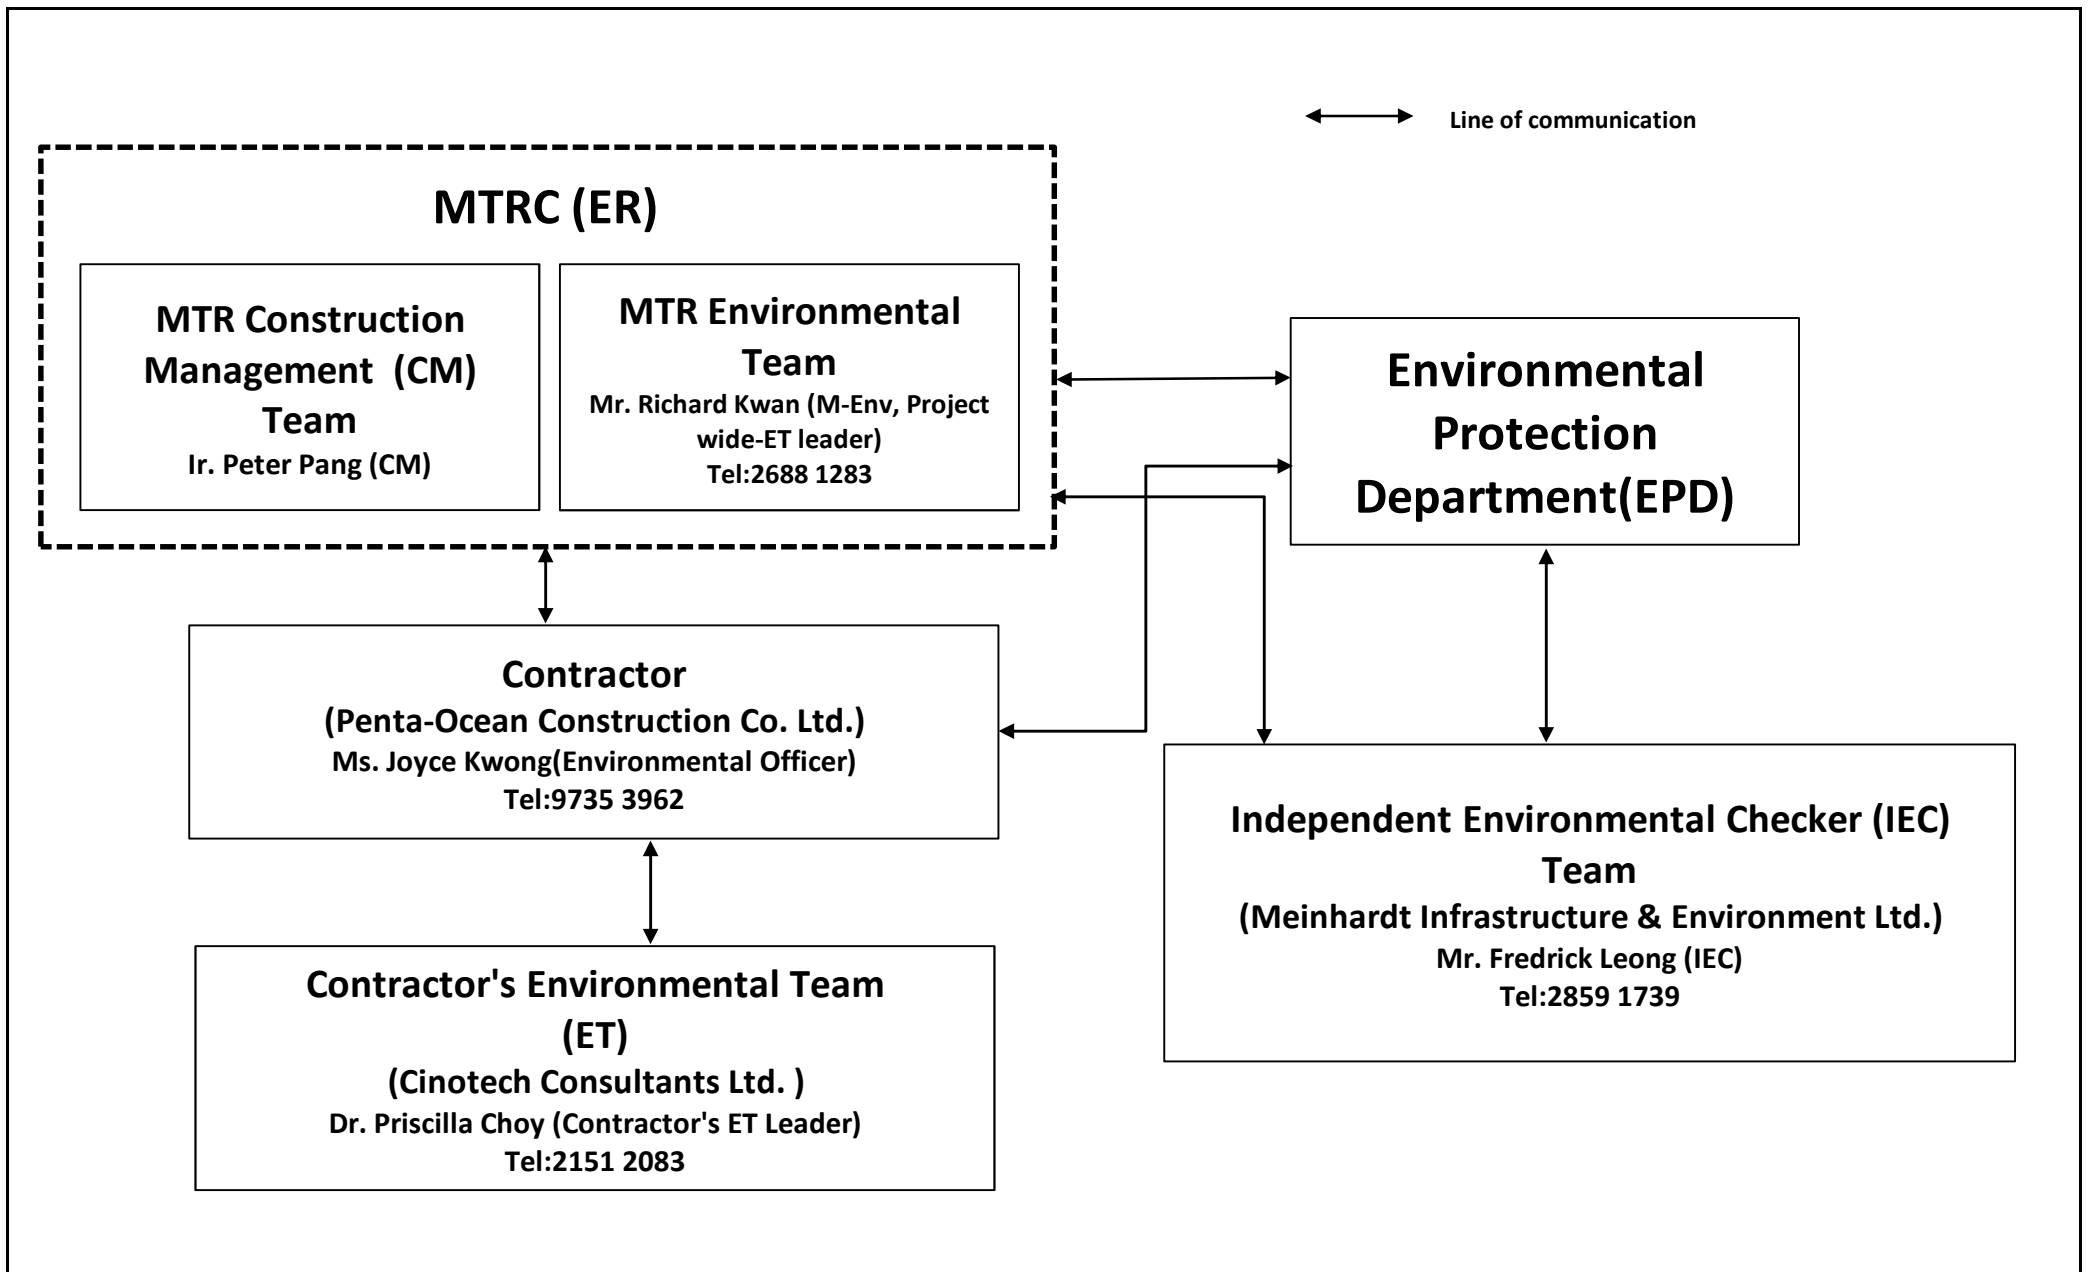 Line of communication
MTRC (ER)
MTR Construction
Management (CM)
Team
Ir. Peter Pang (CM)
MTR Environmental
Team
Mr. Richard Kwan (M-Env, Project
wide-ET leader)
Tel:2688 1283
Environmental
Protection
Department(EPD)
Contractor
(Penta-Ocean Construction Co. Ltd.)
Ms. Joyce Kwong(Environmental Officer)
Tel:9735 3962
Independent Environmental Checker (IEC)
Team
(Meinhardt Infrastructure & Environment Ltd.)
Mr. Fredrick Leong (IEC)
Tel:2859 1739
Contractor's Environmental Team
(ET)
(Cinotech Consultants Ltd. )
Dr. Priscilla Choy (Contractor's ET Leader)
Tel:2151 2083